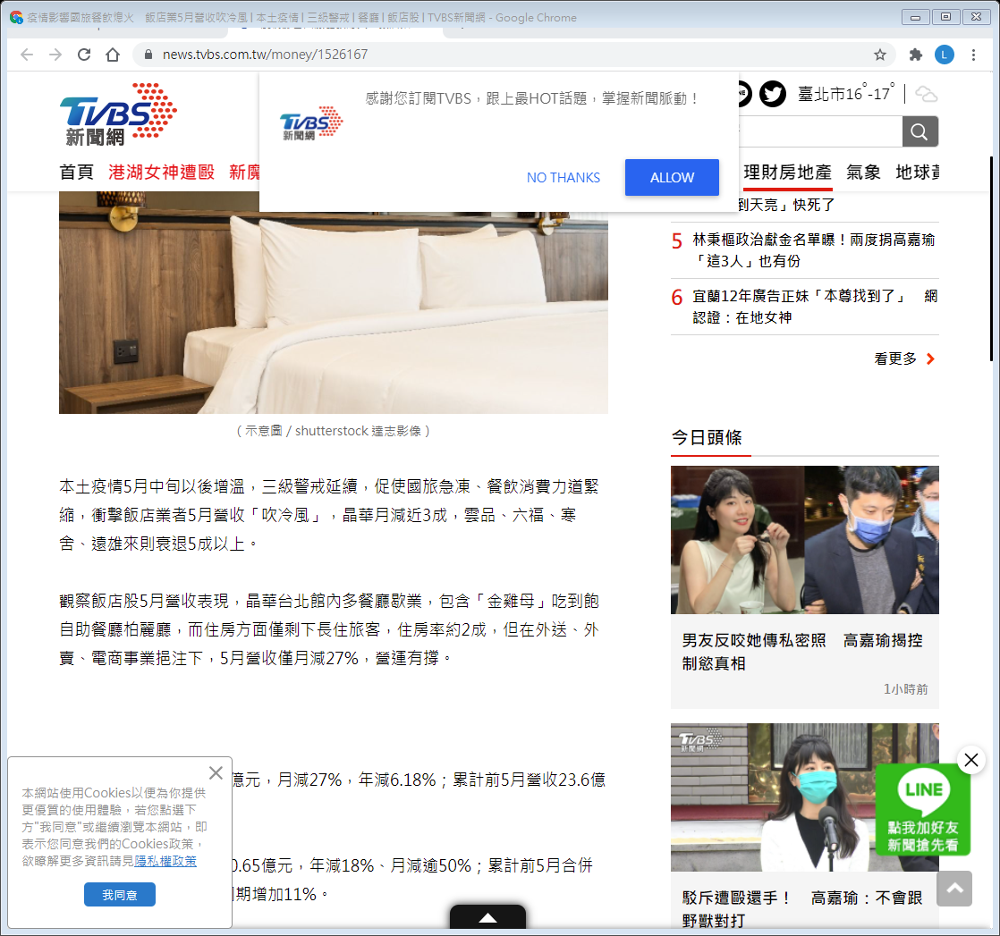 疫情影響國旅餐飲熄火　飯店業5月營收吹冷風 | 本土疫情 | 三級警戒 | 餐廳 | 飯店股 | TVBS新聞網 - Google Chrome
news.tvbs.com.tw/money/1526167
L
TVBS
新聞網
感謝您訂閱TVBS，跟上最HOT話題，掌握新聞脈動！
TVBS
新聞網
NO THANKS
ALLOW
臺北市16°-17°
首頁 港湖女神遭毆 新魔
理財房地產 氣象 地球黃
到天亮」快死了
5 林秉樞政治獻金名單曝！兩度捐高嘉瑜
「這3人」也有份
6 宜蘭12年廣告正妹「本尊找到了」　網
認證：在地女神
看更多
（示意圖 / shutterstock 達志影像）
本土疫情5月中旬以後增溫，三級警戒延續，促使國旅急凍、餐飲消費力道緊
縮，衝擊飯店業者5月營收「吹冷風」，晶華月減近3成，雲品、六福、寒
舍、遠雄來則衰退5成以上。
觀察飯店股5月營收表現，晶華台北館內多餐廳歇業，包含「金雞母」吃到飽
自助餐廳柏麗廳，而住房方面僅剩下長住旅客，住房率約2成，但在外送、外
賣、電商事業挹注下，5月營收僅月減27%，營運有撐。
億元，月減27%，年減6.18%；累計前5月營收23.6億
0.65億元，年減18%、月減逾50%；累計前5月合併
期增加11%。
今日頭條
男友反咬她傳私密照　高嘉瑜揭控
制慾真相
1小時前
TVBS
新聞網
駁斥遭毆還手！　高嘉瑜：不會跟
野獸對打
LINE
點我加好友
新聞搶先看
本網站使用Cookies以便為你提供
更優質的使用體驗，若您點選下
方"我同意"或繼續瀏覽本網站，即
表示您同意我們的Cookies政策，
欲瞭解更多資訊請見隱私權政策
我同意